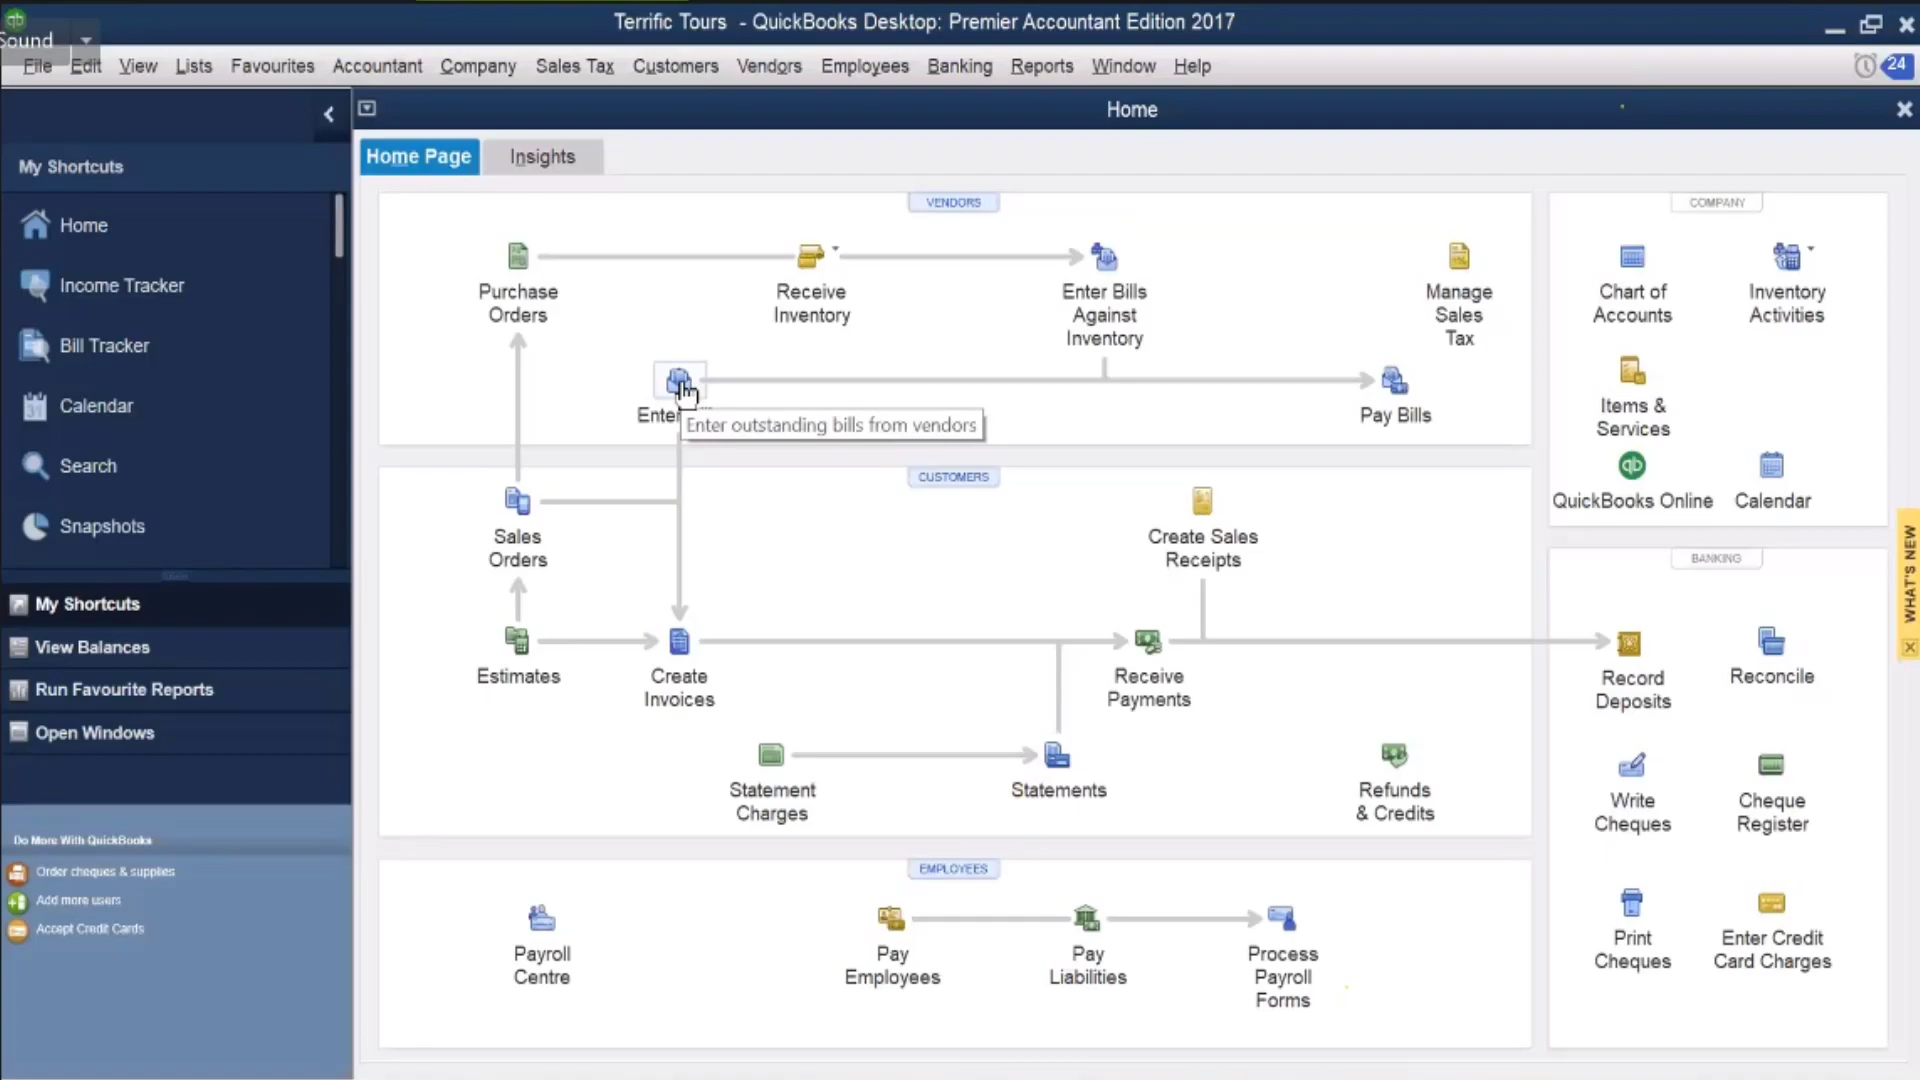 Terrific Tours - QuickBooks Desktop: Premier Accountant Edition 2017
Sound
File Edit View Lists Favourites Accountant Company Sales Tax Customers Vendors Employees Banking Reports Window Help
24
Home
My Shortcuts
Home
Income Tracker
Bill Tracker
Calendar
Search
Snapshots
My Shortcuts
View Balances
Run Favourite Reports
Open Windows
Do More With QuickBooks
Order cheques & supplies
Add more users
Accept Credit Cards
Home Page
Insights
VENDORS
Purchase
Orders
Receive
Inventory
Enter Bills
Against
Inventory
Manage
Sales
Tax
Enter
Enter outstanding bills from vendors
Pay Bills
CUSTOMERS
Sales
Orders
Create Sales
Receipts
Estimates
Create
Invoices
Receive
Payments
Statement
Charges
Statements
Refunds
& Credits
EMPLOYEES
Payroll
Centre
Pay
Employees
Pay
Liabilities
Process
Payroll
Forms
COMPANY
Chart of
Accounts
Inventory
Activities
Items &
Services
qb
QuickBooks Online
Calendar
BANKING
Record
Deposits
Reconcile
Write
Cheques
Cheque
Register
Print
Cheques
Enter Credit
Card Charges
WHAT'S NEW